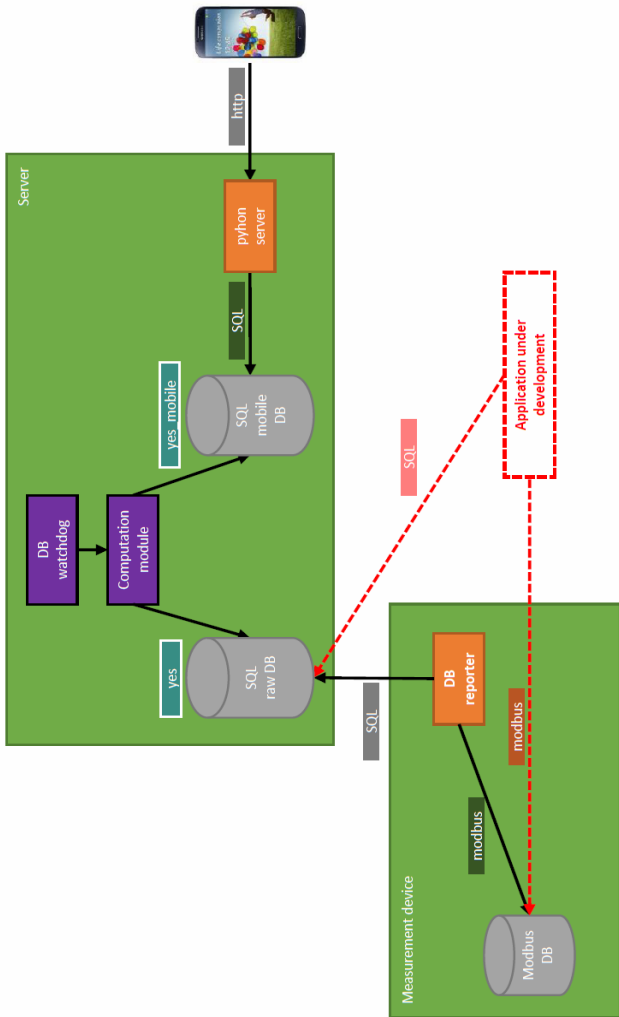 Server
DB
watchdog
Computation
module
yes
yes_mobile
SQL
raw DB
SQL
mobile
DB
SQL
pyhon
server
http
SQL
SQL
Measurement device
modbus
DB
reporter
modbus
Modbus
DB
Application under
development